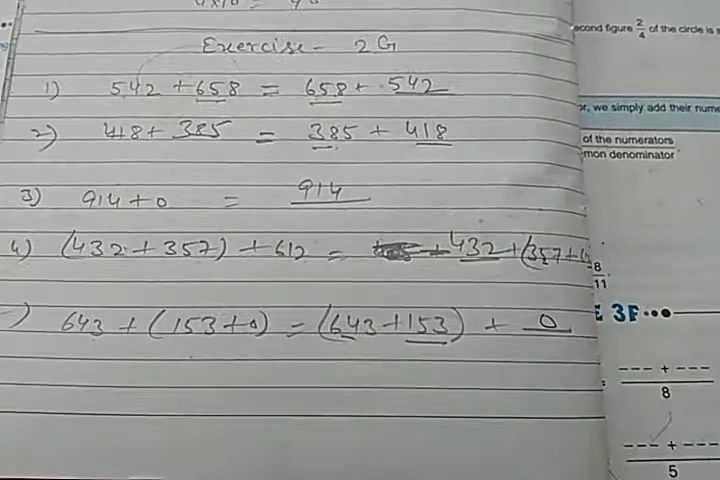 Exercise - 2G
1) 542 + 658 = 658 + 542
2) 418 + 385 = 385 + 418
3) 914 + 0 = 914
4) (432 + 357) + 612 = + 432 + (357 +
643 + (153 + 0) = (643 + 153) + 0
econd figure 2/4 of the circle is
or, we simply add their nume
of the numerators
mon denominator
8
11
E 3F
--- + ---
8
--- + ---
5